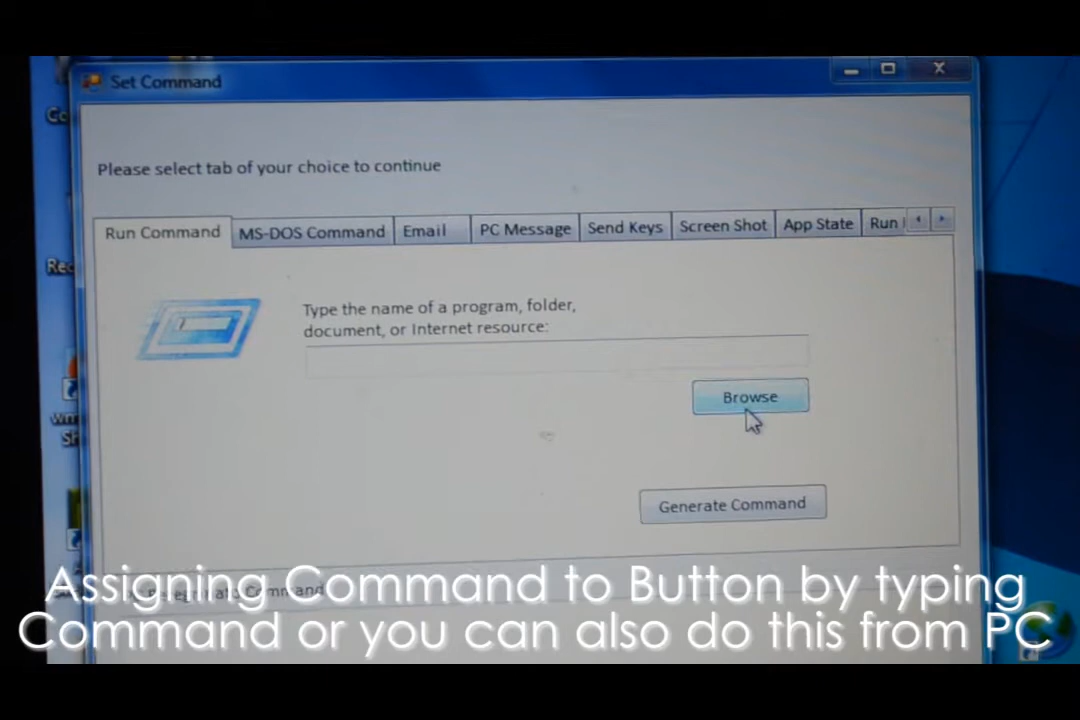 Set Command
Please select tab of your choice to continue
Run Command MS-DOS Command Email PC Message Send Keys Screen Shot App State Run
Type the name of a program, folder,
document, or Internet resource:
Browse
Generate Command
Assigning Command to Button by typing
Command or you can also do this from PC